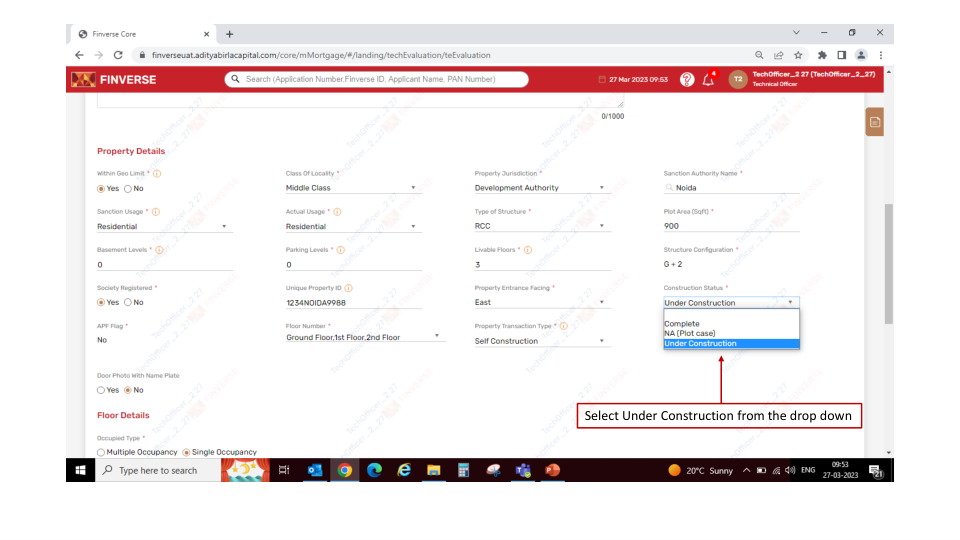 Finverse Core
finverseuat.adityabirlacapital.com/core/mMortgage/#/landing/techEvaluation/teEvaluation
FINVERSE
Search (Application Number,Finverse ID, Applicant Name, PAN Number)
27 Mar 2023 09:53
4
T2
TechOfficer_2 27 (TechOfficer_2_27)
Technical Officer
0/1000
Property Details
Within Geo Limit *
Class Of Locality *
Property Jurisdiction *
Sanction Authority Name *
Yes No
Middle Class
Development Authority
Noida
Sanction Usage *
Actual Usage *
Type of Structure *
Plot Area (Sqft) *
Residential
Residential
RCC
900
Basement Levels *
Parking Levels *
Livable Floors *
Structure Configuration *
0
0
3
G + 2
Society Registered *
Unique Property ID
Property Entrance Facing *
Construction Status *
Yes No
1234NOIDA9988
East
Under Construction
APF Flag *
Floor Number *
Property Transaction Type *
Complete
NA (Plot case)
Under Construction
No
Ground Floor,1st Floor,2nd Floor
Self Construction
Door Photo With Name Plate
Yes No
Select Under Construction from the drop down
Floor Details
Occupied Type *
Multiple Occupancy Single Occupancy
Type here to search
20°C Sunny
ENG
09:53
27-03-2023
21